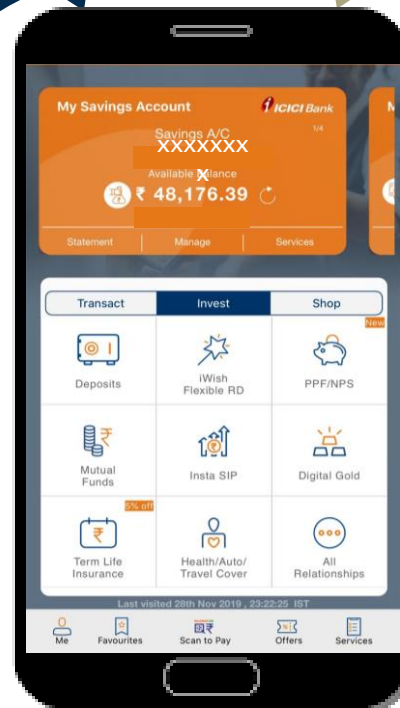 My Savings Account
ICICI Bank
Savings A/C
1/4
XXXXXXX
Available Balance
X
₹ 48,176.39
Statement
Manage
Services
Transact
Invest
Shop
New
Deposits
iWish
Flexible RD
PPF/NPS
Mutual
Funds
Insta SIP
Digital Gold
5% off
Term Life
Insurance
Health/Auto/
Travel Cover
All
Relationships
Last visited 28th Nov 2019 , 23:22:25 IST
Me
Favourites
Scan to Pay
Offers
Services